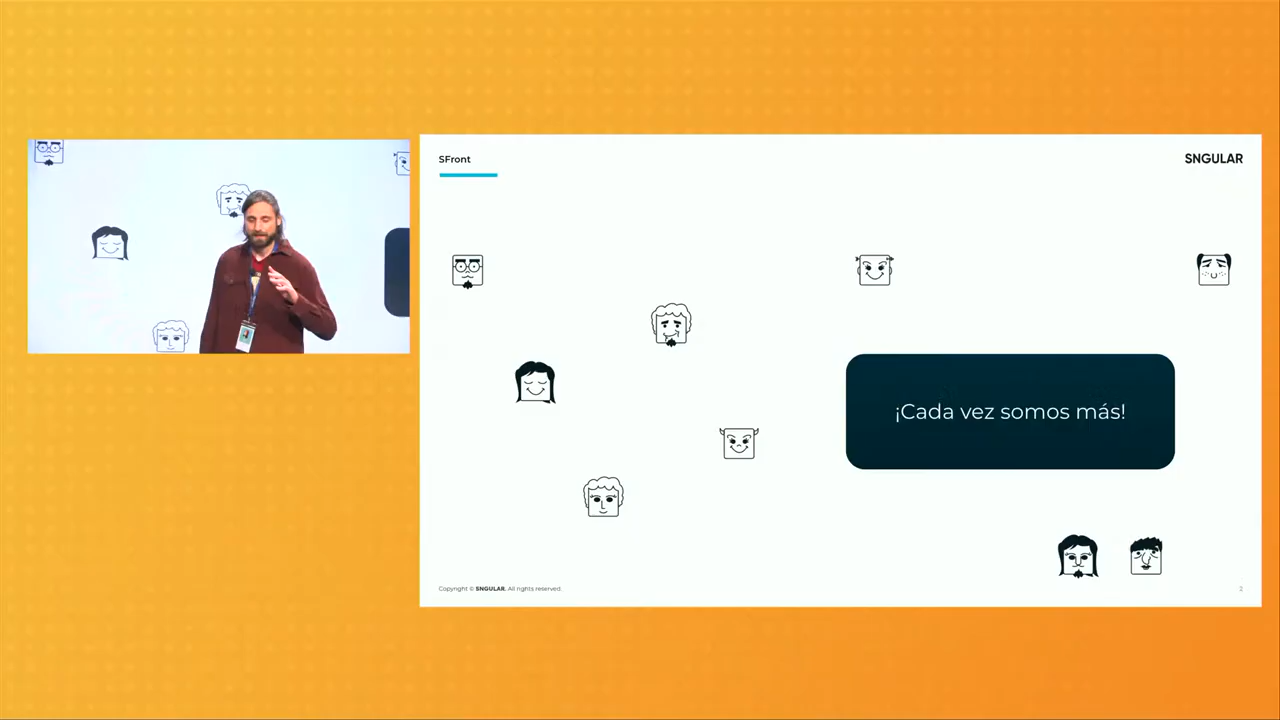 SFront
SNGULAR
¡Cada vez somos más!
Copyright © SNGULAR. All rights reserved.
2